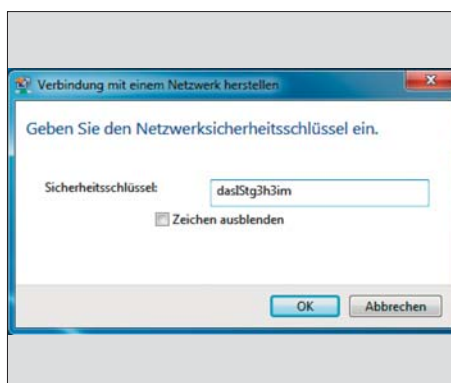 Verbindung mit einem Netzwerk herstellen
Geben Sie den Netzwerksicherheitsschlüssel ein.
Sicherheitsschlüssel: dasIStg3h3im
Zeichen ausblenden
OK Abbrechen